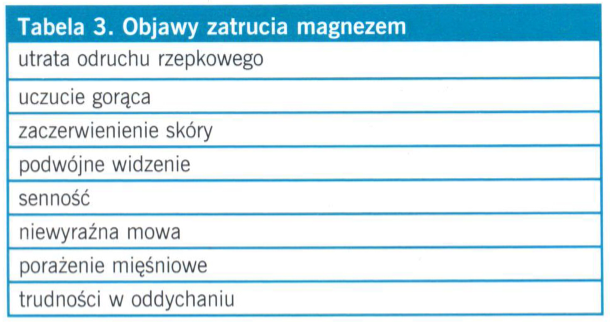 Tabela 3. Objawy zatrucia magnezem
utrata odruchu rzepkowego
uczucie gorąca
zaczerwienienie skóry
podwójne widzenie
senność
niewyraźna mowa
porażenie mięśniowe
trudności w oddychaniu